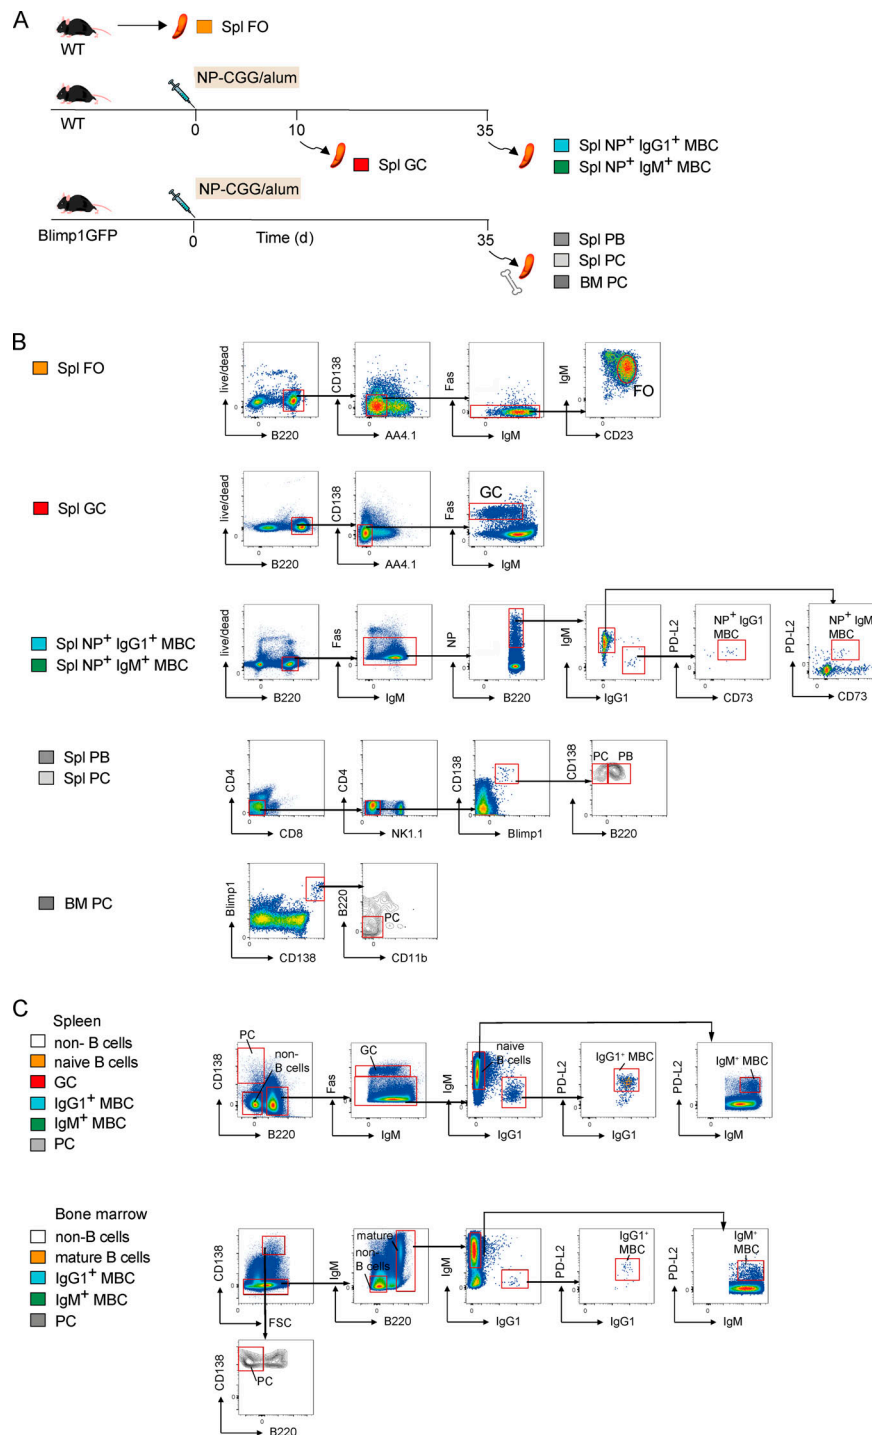 A
WT
Spl FO
NP-CGG/alum
WT
0
10
35
Spl GC
Spl NP+ IgG1+ MBC
Spl NP+ IgM+ MBC
NP-CGG/alum
Blimp1GFP
0
Time (d)
35
Spl PB
Spl PC
BM PC
B
Spl FO
live/dead
B220
CD138
AA4.1
Fas
IgM
IgM
FO
CD23
Spl GC
live/dead
B220
CD138
AA4.1
Fas
GC
IgM
Spl NP+ IgG1+ MBC
Spl NP+ IgM+ MBC
live/dead
B220
Fas
IgM
NP
B220
IgM
IgG1
PD-L2
NP+ IgG1
MBC
CD73
PD-L2
NP+ IgM
MBC
CD73
Spl PB
Spl PC
CD4
CD8
CD4
NK1.1
CD138
Blimp1
CD138
PC PB
B220
BM PC
Blimp1
CD138
B220
PC
CD11b
C
Spleen
non- B cells
naive B cells
GC
IgG1+ MBC
IgM+ MBC
PC
CD138
PC
non-
B cells
B220
Fas
GC
IgM
IgM
naive
B cells
IgG1
PD-L2
IgG1+ MBC
IgG1
PD-L2
IgM+ MBC
IgM
Bone marrow
non-B cells
mature B cells
IgG1+ MBC
IgM+ MBC
PC
CD138
FSC
IgM
mature
non-
B cells
B220
IgM
IgG1
PD-L2
IgG1+
MBC
IgG1
PD-L2
IgM+
MBC
IgM
CD138
PC
B220